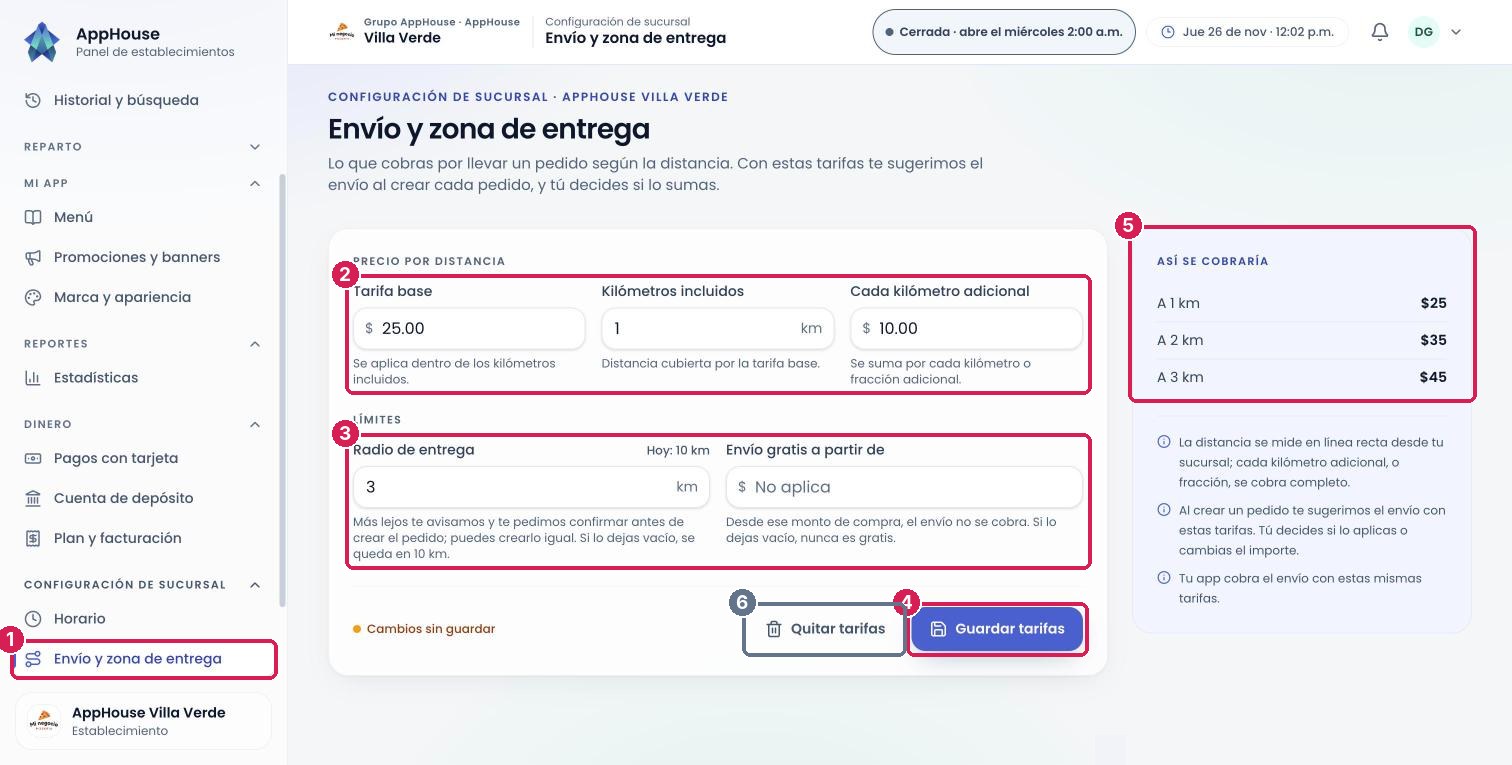 AppHouse
Panel de establecimientos
Historial y búsqueda
REPARTO
MI APP
Menú
Promociones y banners
Marca y apariencia
REPORTES
Estadísticas
DINERO
Pagos con tarjeta
Cuenta de depósito
Plan y facturación
CONFIGURACIÓN DE SUCURSAL
Horario
1
Envío y zona de entrega
Mi negocio
AppHouse Villa Verde
Establecimiento
Mi negocio
Grupo AppHouse · AppHouse
Villa Verde
Configuración de sucursal
Envío y zona de entrega
Cerrada · abre el miércoles 2:00 a.m.
Jue 26 de nov · 12:02 p.m.
DG
CONFIGURACIÓN DE SUCURSAL · APPHOUSE VILLA VERDE
Envío y zona de entrega
Lo que cobras por llevar un pedido según la distancia. Con estas tarifas te sugerimos el
envío al crear cada pedido, y tú decides si lo sumas.
PRECIO POR DISTANCIA
2
Tarifa base
$ 25.00
Se aplica dentro de los kilómetros
incluidos.
Kilómetros incluidos
1 km
Distancia cubierta por la tarifa base.
Cada kilómetro adicional
$ 10.00
Se suma por cada kilómetro o
fracción adicional.
LÍMITES
3
Radio de entrega
Hoy: 10 km
3 km
Más lejos te avisamos y te pedimos confirmar antes de
crear el pedido; puedes crearlo igual. Si lo dejas vacío, se
queda en 10 km.
Envío gratis a partir de
$ No aplica
Desde ese monto de compra, el envío no se cobra. Si lo
dejas vacío, nunca es gratis.
Cambios sin guardar
6
Quitar tarifas
4
Guardar tarifas
5
ASÍ SE COBRARÍA
A 1 km $25
A 2 km $35
A 3 km $45
La distancia se mide en línea recta desde tu
sucursal; cada kilómetro adicional, o
fracción, se cobra completo.
Al crear un pedido te sugerimos el envío con
estas tarifas. Tú decides si lo aplicas o
cambias el importe.
Tu app cobra el envío con estas mismas
tarifas.